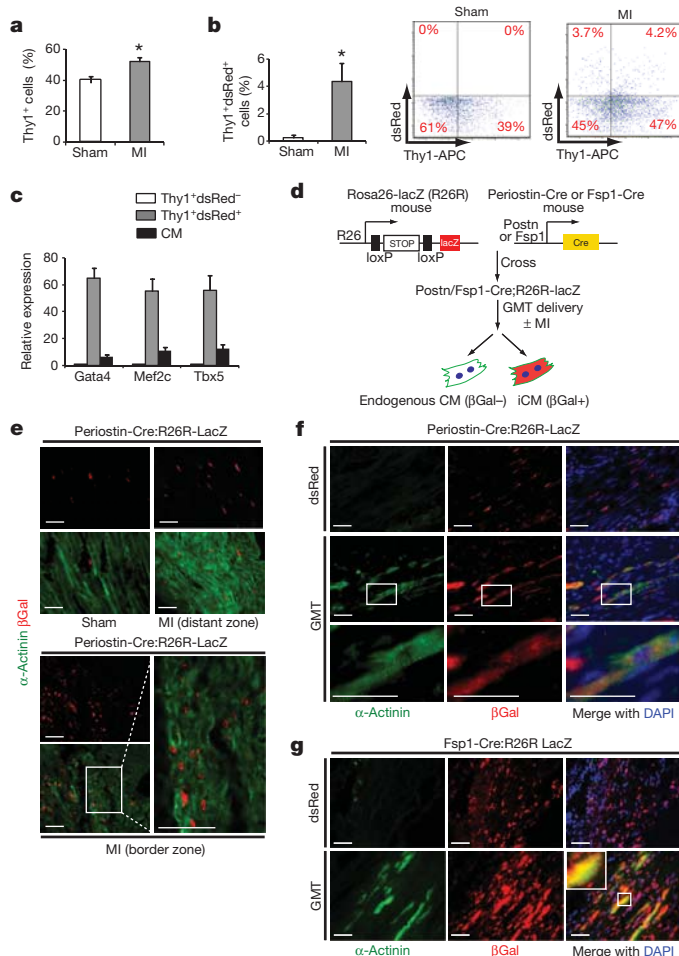 a
Thy1+ cells (%)
60
40
20
0
*
Sham
MI
b
Thy1+dsRed+
cells (%)
6
4
2
0
*
Sham
MI
Sham
0%
0%
61%
39%
dsRed
Thy1-APC
MI
3.7%
4.2%
45%
47%
dsRed
Thy1-APC
c
Thy1+dsRed−
Thy1+dsRed+
CM
Relative expression
80
60
40
20
0
Gata4
Mef2c
Tbx5
d
Rosa26-lacZ (R26R)
mouse
R26
loxP
STOP
loxP
lacZ
Periostin-Cre or Fsp1-Cre
mouse
Postn
or Fsp1
Cre
Cross
Postn/Fsp1-Cre;R26R-lacZ
GMT delivery
± MI
Endogenous CM (βGal−)
iCM (βGal+)
e
Periostin-Cre:R26R-LacZ
α-Actinin βGal
Sham
MI (distant zone)
Periostin-Cre:R26R-LacZ
MI (border zone)
f
Periostin-Cre:R26R-LacZ
dsRed
GMT
α-Actinin
βGal
Merge with DAPI
g
Fsp1-Cre:R26R LacZ
dsRed
GMT
α-Actinin
βGal
Merge with DAPI